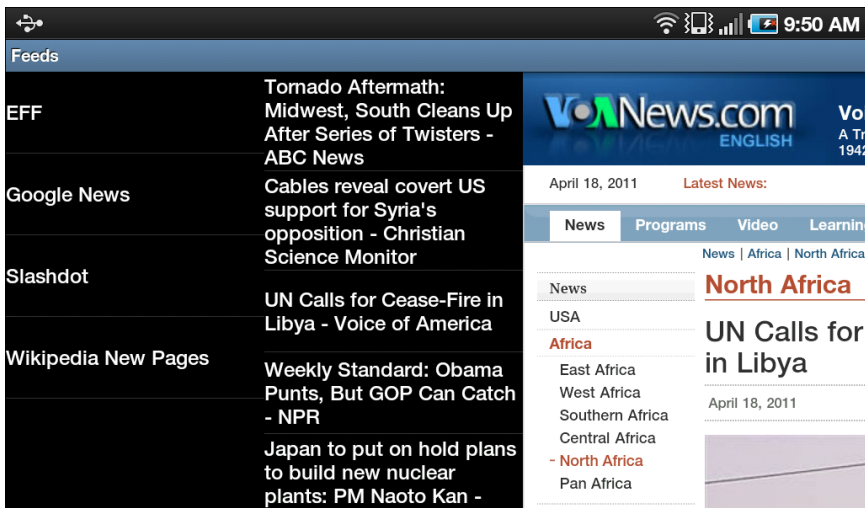 9:50 AM
Feeds
EFF
Google News
Slashdot
Wikipedia New Pages
Tornado Aftermath:
Midwest, South Cleans Up
After Series of Twisters -
ABC News
Cables reveal covert US
support for Syria's
opposition - Christian
Science Monitor
UN Calls for Cease-Fire in
Libya - Voice of America
Weekly Standard: Obama
Punts, But GOP Can Catch
- NPR
Japan to put on hold plans
to build new nuclear
plants: PM Naoto Kan -
VOANews.com
ENGLISH
Vo
A Tr
1942
April 18, 2011 Latest News:
News Programs Video Learnin
News | Africa | North Africa
News
USA
Africa
East Africa
West Africa
Southern Africa
Central Africa
- North Africa
Pan Africa
North Africa
UN Calls for
in Libya
April 18, 2011